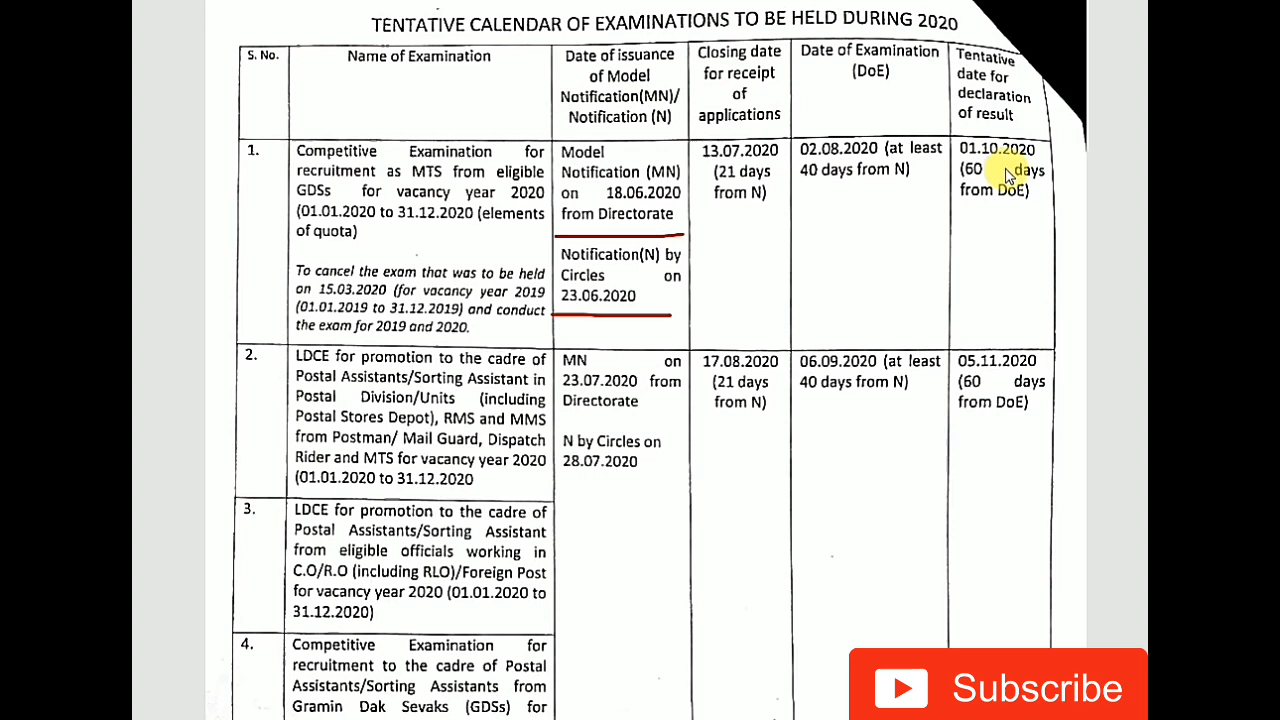 TENTATIVE CALENDAR OF EXAMINATIONS TO BE HELD DURING 2020
S. No.
Name of Examination
Date of issuance
of Model
Notification(MN)/
Notification (N)
Closing date
for receipt
of
applications
Date of Examination
(DoE)
Tentative
date for
declaration
of result
1.
Competitive Examination for
recruitment as MTS from eligible
GDSs for vacancy year 2020
(01.01.2020 to 31.12.2020 (elements
of quota)
To cancel the exam that was to be held
on 15.03.2020 (for vacancy year 2019
(01.01.2019 to 31.12.2019) and conduct
the exam for 2019 and 2020.
Model
Notification (MN)
on 18.06.2020
from Directorate
Notification(N) by
Circles on
23.06.2020
13.07.2020
(21 days
from N)
02.08.2020 (at least
40 days from N)
01.10.2020
(60 days
from DoE)
2.
LDCE for promotion to the cadre of
Postal Assistants/Sorting Assistant in
Postal Division/Units (including
Postal Stores Depot), RMS and MMS
from Postman/ Mail Guard, Dispatch
Rider and MTS for vacancy year 2020
(01.01.2020 to 31.12.2020
MN on
23.07.2020 from
Directorate
N by Circles on
28.07.2020
17.08.2020
(21 days
from N)
06.09.2020 (at least
40 days from N)
05.11.2020
(60 days
from DoE)
3.
LDCE for promotion to the cadre of
Postal Assistants/Sorting Assistant
from eligible officials working in
C.O/R.O (including RLO)/Foreign Post
for vacancy year 2020 (01.01.2020 to
31.12.2020)
4.
Competitive Examination for
recruitment to the cadre of Postal
Assistants/Sorting Assistants from
Gramin Dak Sevaks (GDSs) for
Subscribe